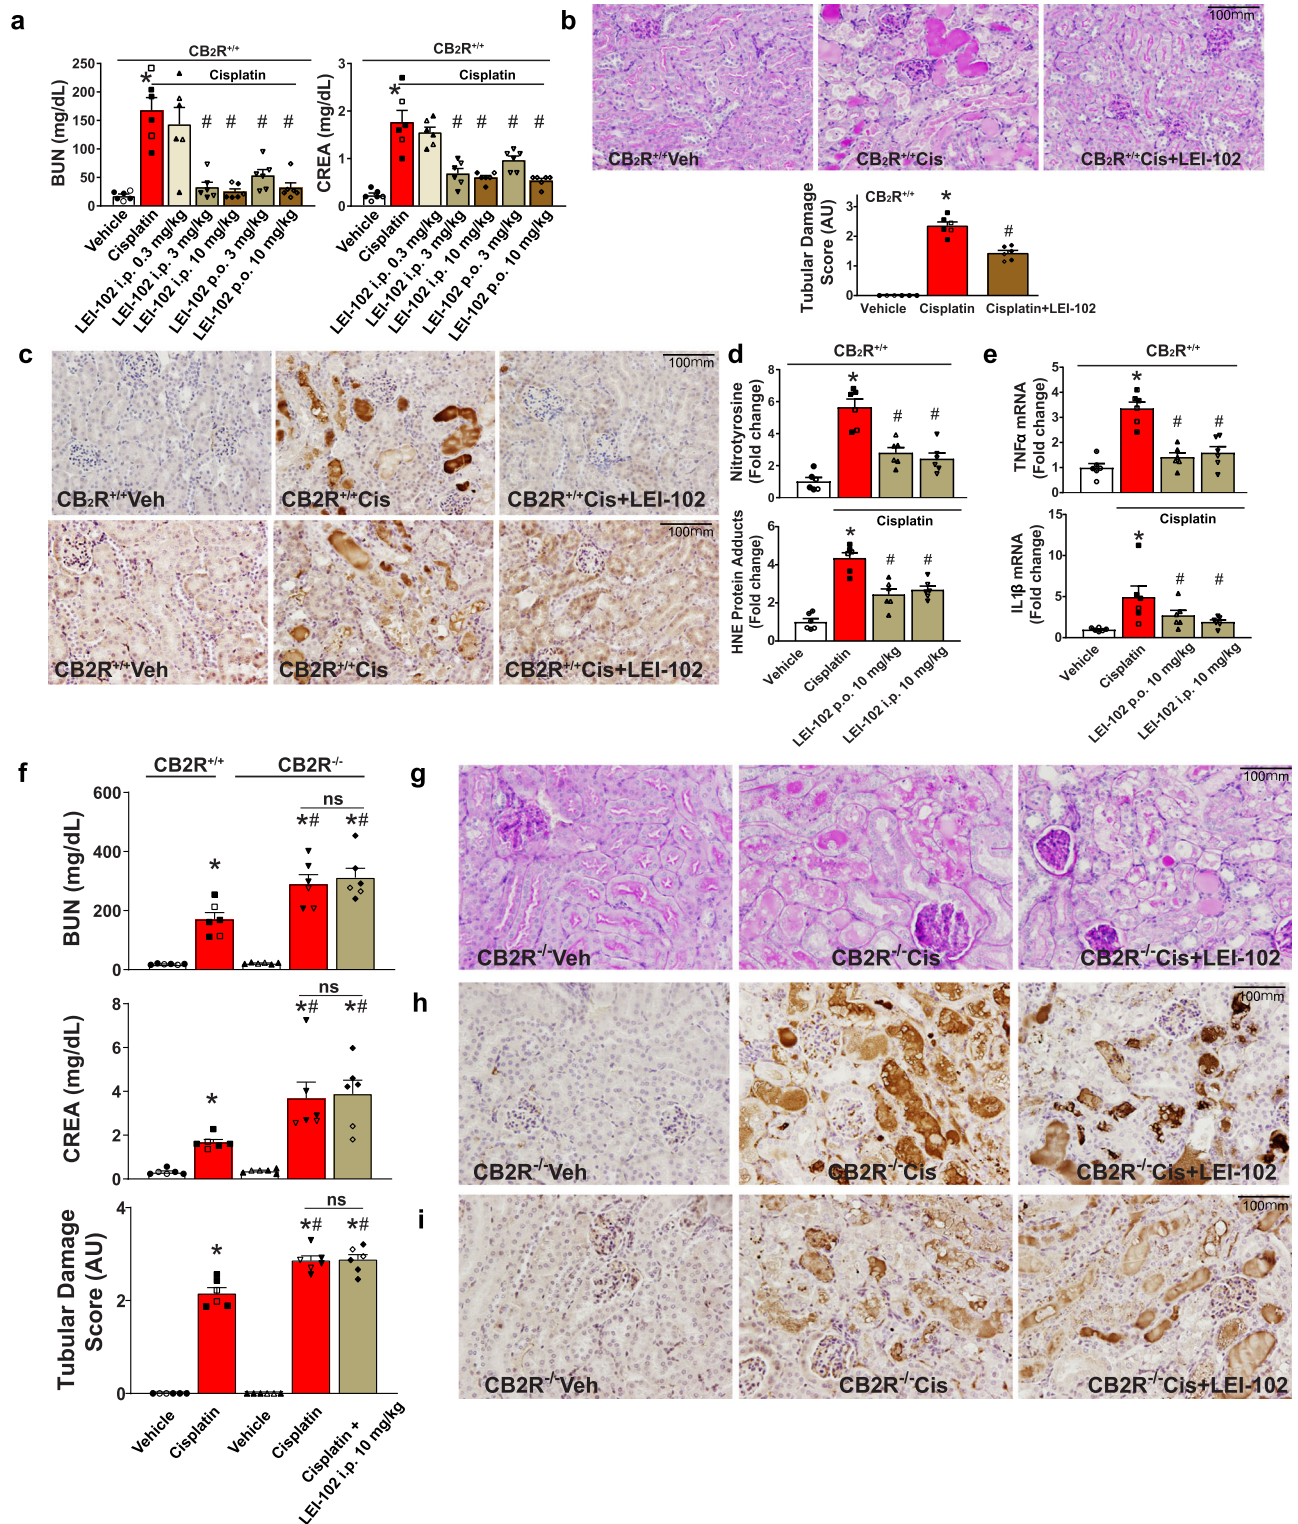 a
CB₂R⁺/⁺
CB₂R⁺/⁺
Cisplatin
Cisplatin
BUN (mg/dL)
250
200
150
100
50
0
*
# # # #
Vehicle
Cisplatin
LEI-102 i.p. 0.3 mg/kg
LEI-102 i.p. 3 mg/kg
LEI-102 i.p. 10 mg/kg
LEI-102 p.o. 3 mg/kg
LEI-102 p.o. 10 mg/kg
CREA (mg/dL)
3
2
1
0
*
# # # #
Vehicle
Cisplatin
LEI-102 i.p. 0.3 mg/kg
LEI-102 i.p. 3 mg/kg
LEI-102 i.p. 10 mg/kg
LEI-102 p.o. 3 mg/kg
LEI-102 p.o. 10 mg/kg
b
100mm
CB₂R⁺/⁺Veh
CB₂R⁺/⁺Cis
CB₂R⁺/⁺Cis+LEI-102
CB₂R⁺/⁺
Tubular Damage
Score (AU)
3
2
1
0
*
#
Vehicle
Cisplatin
Cisplatin+LEI-102
c
100mm
CB₂R⁺/⁺Veh
CB2R⁺/⁺Cis
CB2R⁺/⁺Cis+LEI-102
100mm
CB2R⁺/⁺Veh
CB2R⁺/⁺Cis
CB2R⁺/⁺Cis+LEI-102
d
CB₂R⁺/⁺
Nitrotyrosine
(Fold change)
8
6
4
2
0
*
# #
Cisplatin
HNE Protein Adducts
(Fold change)
6
4
2
0
*
# #
Vehicle
Cisplatin
LEI-102 p.o. 10 mg/kg
LEI-102 i.p. 10 mg/kg
e
CB₂R⁺/⁺
TNFα mRNA
(Fold change)
5
4
3
2
1
0
*
# #
Cisplatin
IL1β mRNA
(Fold change)
15
10
5
0
*
# #
Vehicle
Cisplatin
LEI-102 p.o. 10 mg/kg
LEI-102 i.p. 10 mg/kg
f
CB2R⁺/⁺
CB2R⁻/⁻
BUN (mg/dL)
600
400
200
0
ns
*
*# *#
CREA (mg/dL)
8
6
4
2
0
ns
*
*# *#
Tubular Damage
Score (AU)
4
2
0
ns
*
*# *#
Vehicle
Cisplatin
Vehicle
Cisplatin
Cisplatin +
LEI-102 i.p. 10 mg/kg
g
100mm
CB2R⁻/⁻Veh
CB2R⁻/⁻Cis
CB2R⁻/⁻Cis+LEI-102
h
100mm
CB2R⁻/⁻Veh
CB2R⁻/⁻Cis
CB2R⁻/⁻Cis+LEI-102
i
100mm
CB2R⁻/⁻Veh
CB2R⁻/⁻Cis
CB2R⁻/⁻Cis+LEI-102